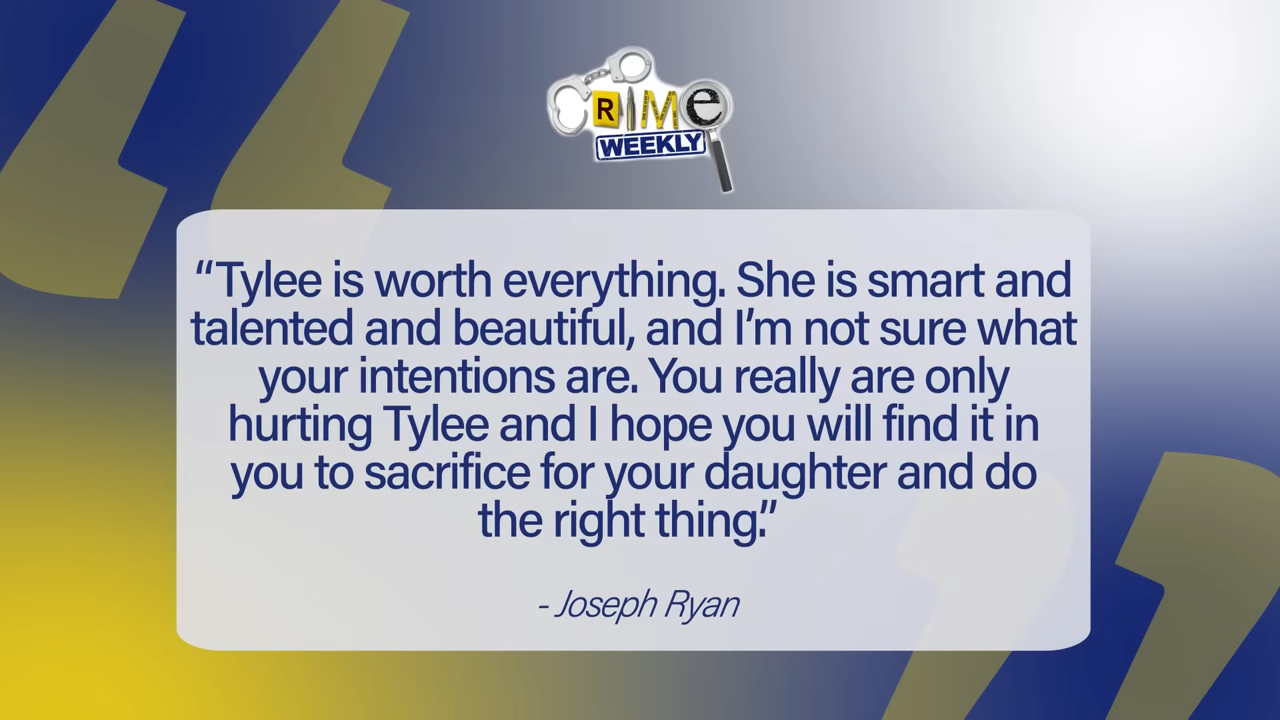 CRIMe
WEEKLY
“Tylee is worth everything. She is smart and
talented and beautiful, and I’m not sure what
your intentions are. You really are only
hurting Tylee and I hope you will find it in
you to sacrifice for your daughter and do
the right thing.”
- Joseph Ryan